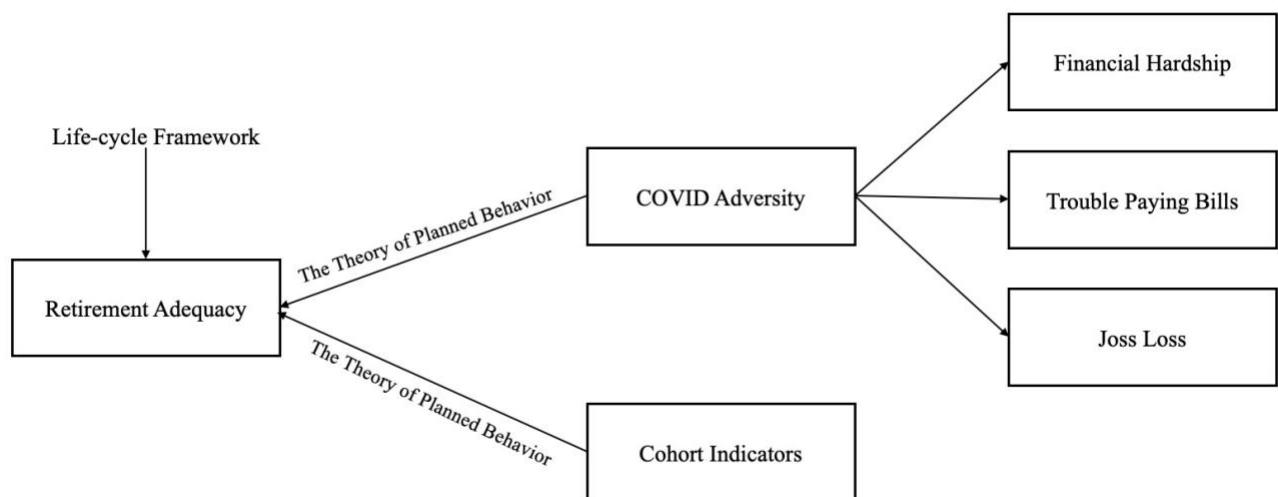 Financial Hardship
Life-cycle Framework
COVID Adversity
Trouble Paying Bills
The Theory of Planned Behavior
Retirement Adequacy
Joss Loss
The Theory of Planned Behavior
Cohort Indicators